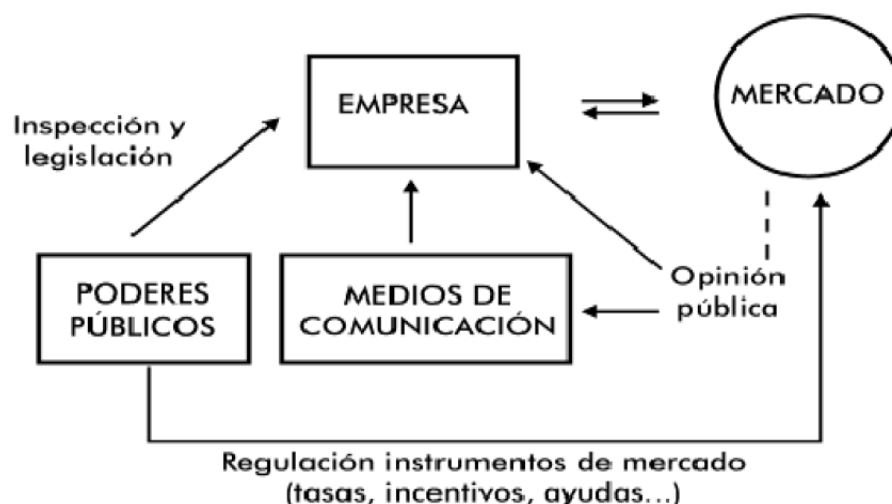 EMPRESA
MERCADO
Inspección y
legislación
PODERES
PÚBLICOS
MEDIOS DE
COMUNICACIÓN
Opinión
pública
Regulación instrumentos de mercado
(tasas, incentivos, ayudas...)